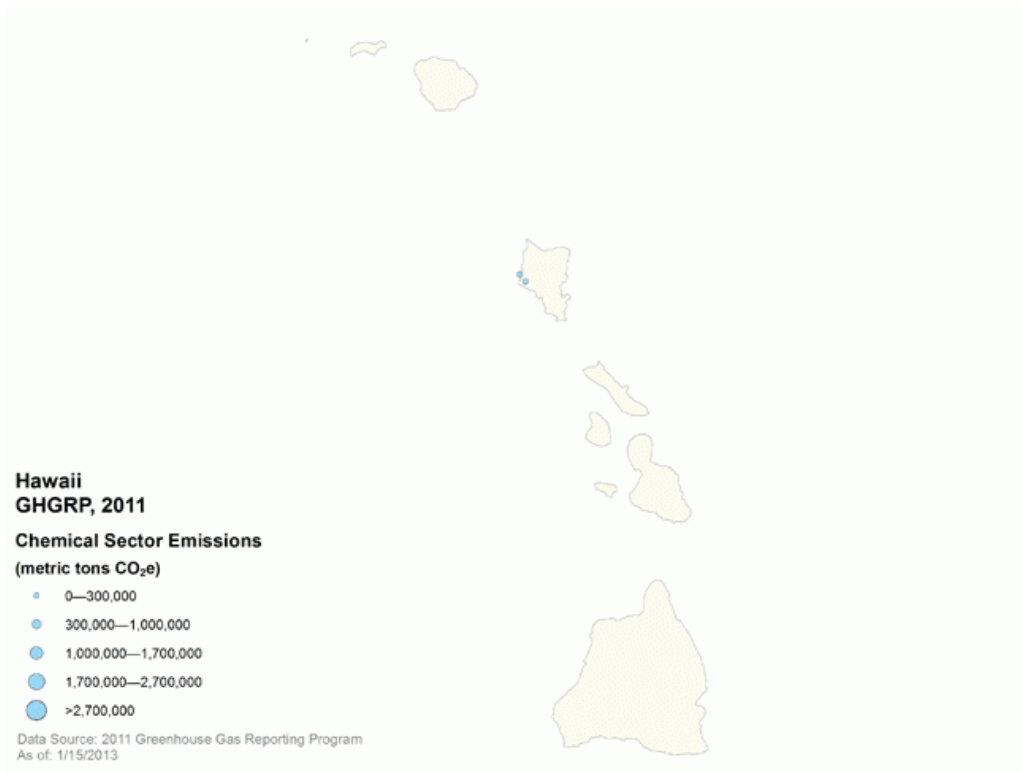 Hawaii
GHGRP, 2011
Chemical Sector Emissions
(metric tons CO₂e)
0—300,000
300,000—1,000,000
1,000,000—1,700,000
1,700,000—2,700,000
>2,700,000
Data Source: 2011 Greenhouse Gas Reporting Program
As of: 1/15/2013